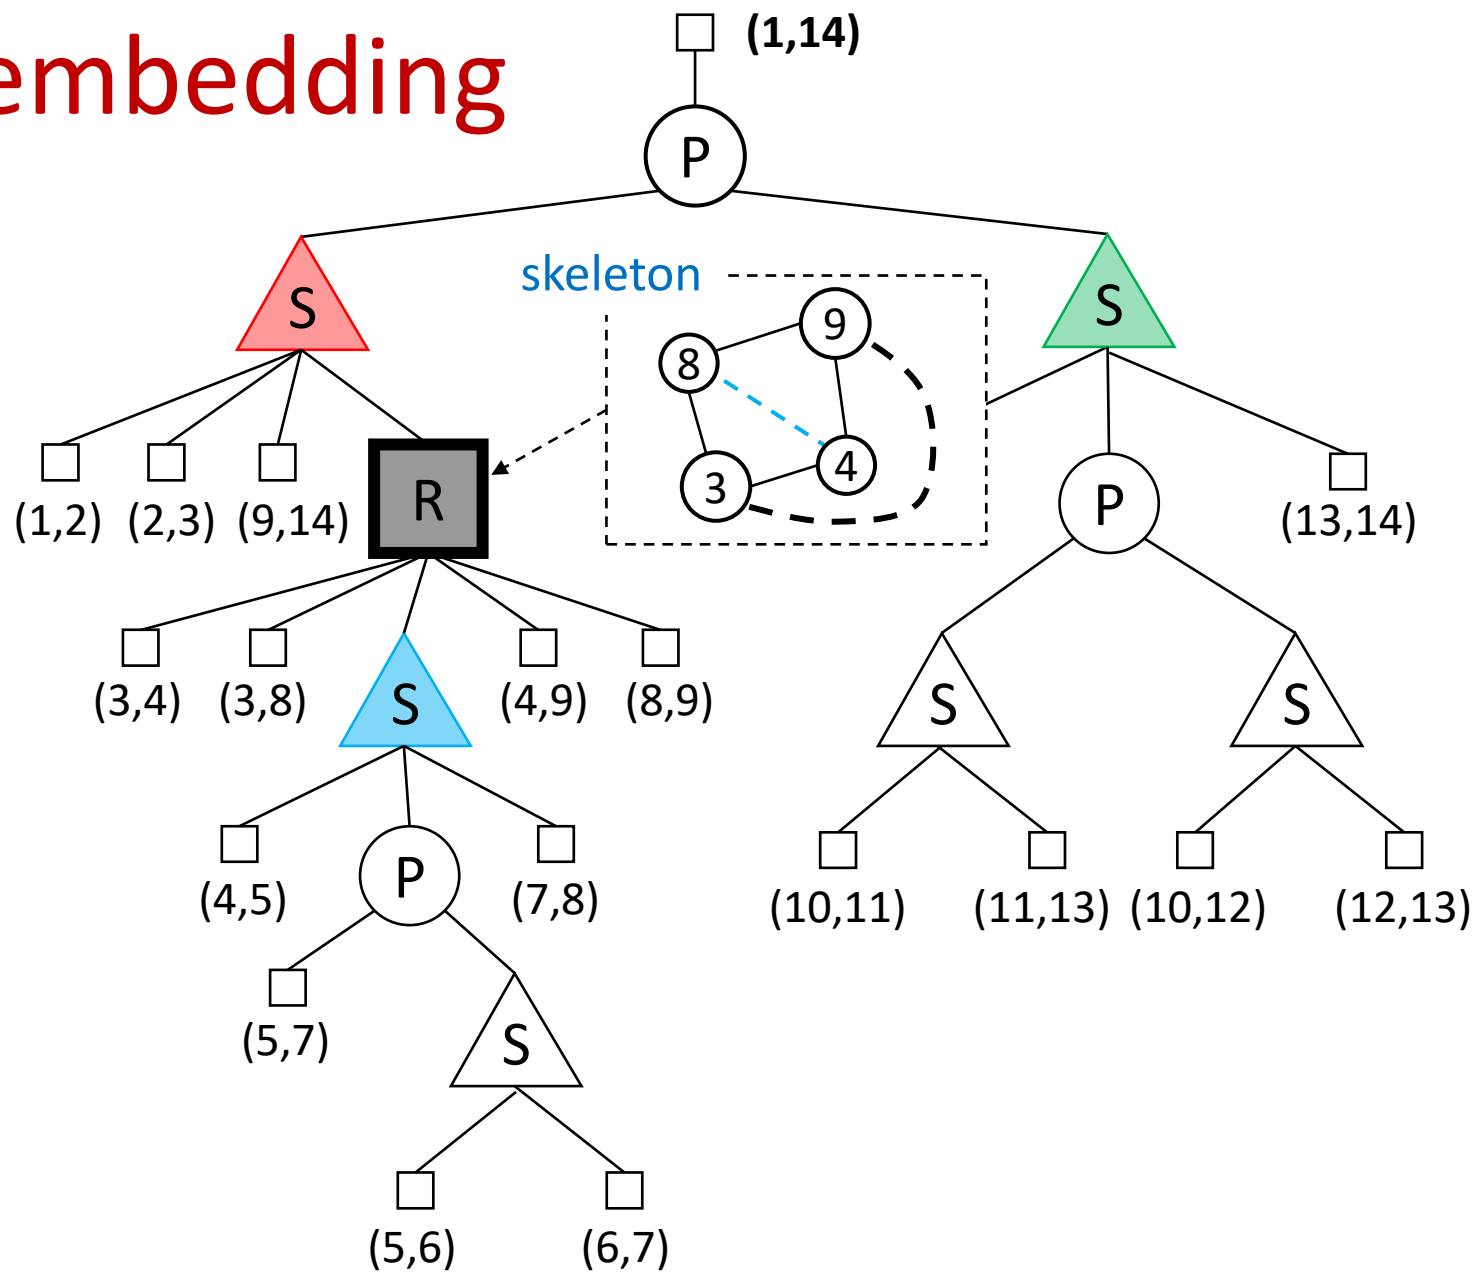 (1,14)
embedding
P
skeleton
S
9
S
8
4
3
R
P
(1,2) (2,3) (9,14)
(13,14)
(3,4) (3,8) S (4,9) (8,9)
S
S
(4,5) P (7,8)
(10,11) (11,13) (10,12) (12,13)
(5,7)
S
(5,6) (6,7)